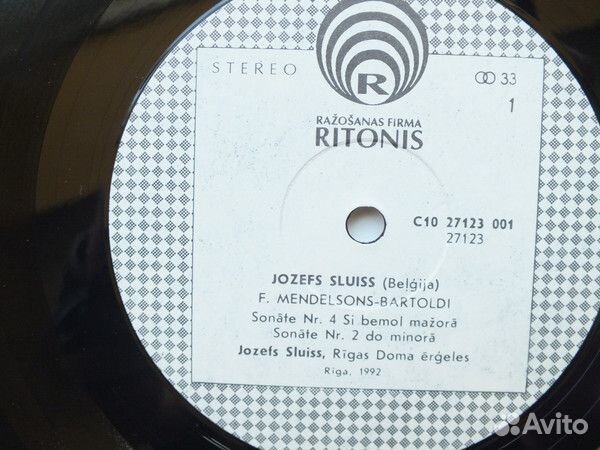 STEREO
R
33
1
RAŽOŠANAS FIRMA
RITONIS
C10 27123 001
27123
JOZEFS SLUISS (Beļģija)
F. MENDELSONS-BARTOLDI
Sonāte Nr. 4 Si bemol mažorā
Sonāte Nr. 2 do minorā
Jozefs Sluiss, Rīgas Doma ērģeles
Rīga, 1992
Avito